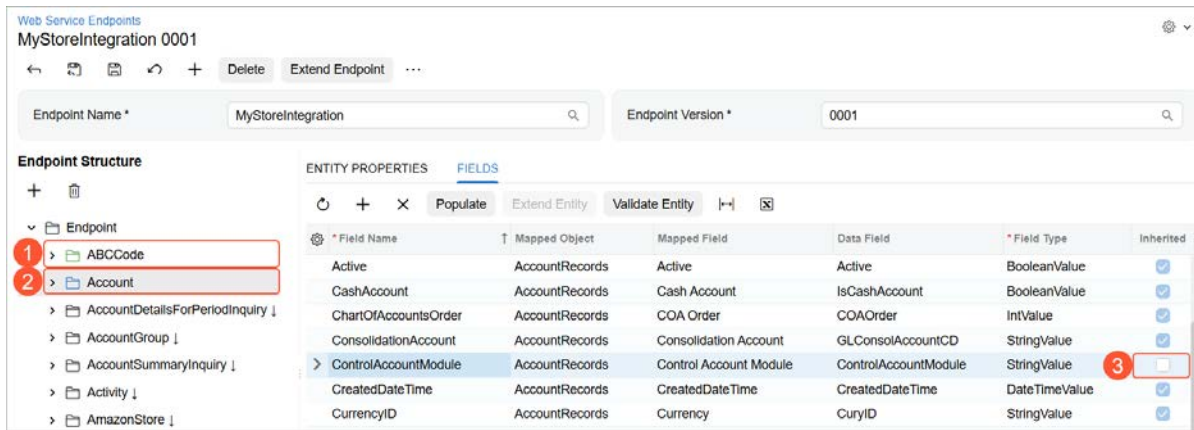 Web Service Endpoints
MyStoreIntegration 0001
Delete Extend Endpoint ...
Endpoint Name * MyStoreIntegration Endpoint Version * 0001
Endpoint Structure
ENTITY PROPERTIES FIELDS
Populate Extend Entity Validate Entity
Endpoint
* Field Name ↑ Mapped Object Mapped Field Data Field * Field Type Inherited
1 ABCCode
Active AccountRecords Active Active BooleanValue
2 Account
CashAccount AccountRecords Cash Account IsCashAccount BooleanValue
AccountDetailsForPeriodInquiry ↓
ChartOfAccountsOrder AccountRecords COA Order COAOrder IntValue
AccountGroup ↓
ConsolidationAccount AccountRecords Consolidation Account GLConsolAccountCD StringValue
AccountSummaryInquiry ↓
ControlAccountModule AccountRecords Control Account Module ControlAccountModule StringValue 3
Activity ↓
CreatedDateTime AccountRecords CreatedDateTime CreatedDateTime DateTimeValue
AmazonStore ↓
CurrencyID AccountRecords Currency CuryID StringValue